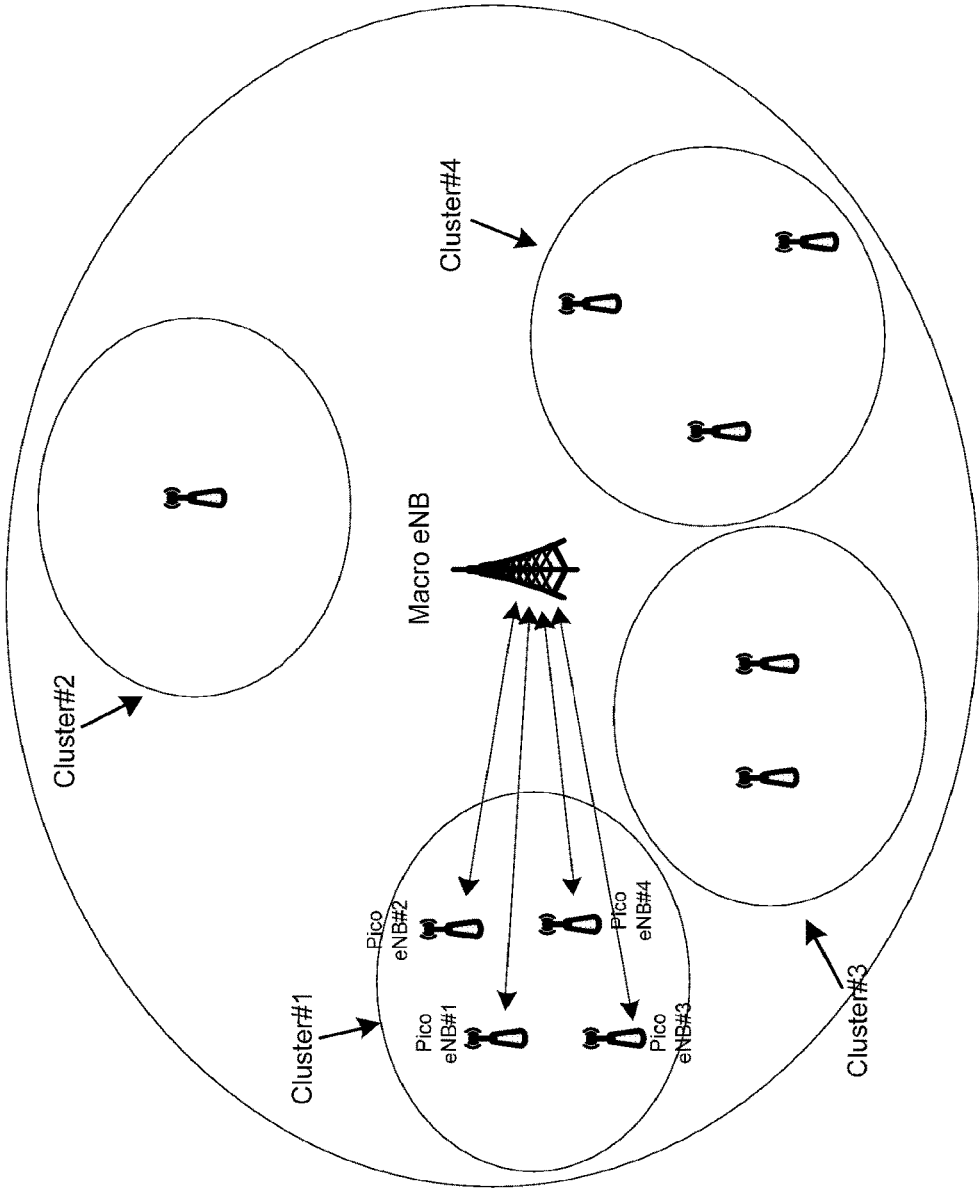 Cluster#1
Pico
eNB#1
Pico
eNB#2
Pico
eNB#3
Pico
eNB#4
Cluster#2
Macro eNB
Cluster#3
Cluster#4